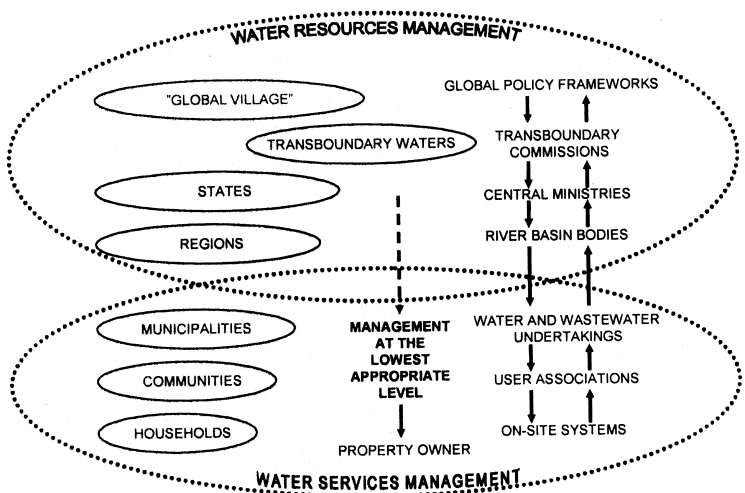 WATER RESOURCES MANAGEMENT
"GLOBAL VILLAGE"
TRANSBOUNDARY WATERS
STATES
REGIONS
GLOBAL POLICY FRAMEWORKS
TRANSBOUNDARY
COMMISSIONS
CENTRAL MINISTRIES
RIVER BASIN BODIES
MUNICIPALITIES
COMMUNITIES
HOUSEHOLDS
MANAGEMENT
AT THE
LOWEST
APPROPRIATE
LEVEL
PROPERTY OWNER
WATER AND WASTEWATER
UNDERTAKINGS
USER ASSOCIATIONS
ON-SITE SYSTEMS
WATER SERVICES MANAGEMENT